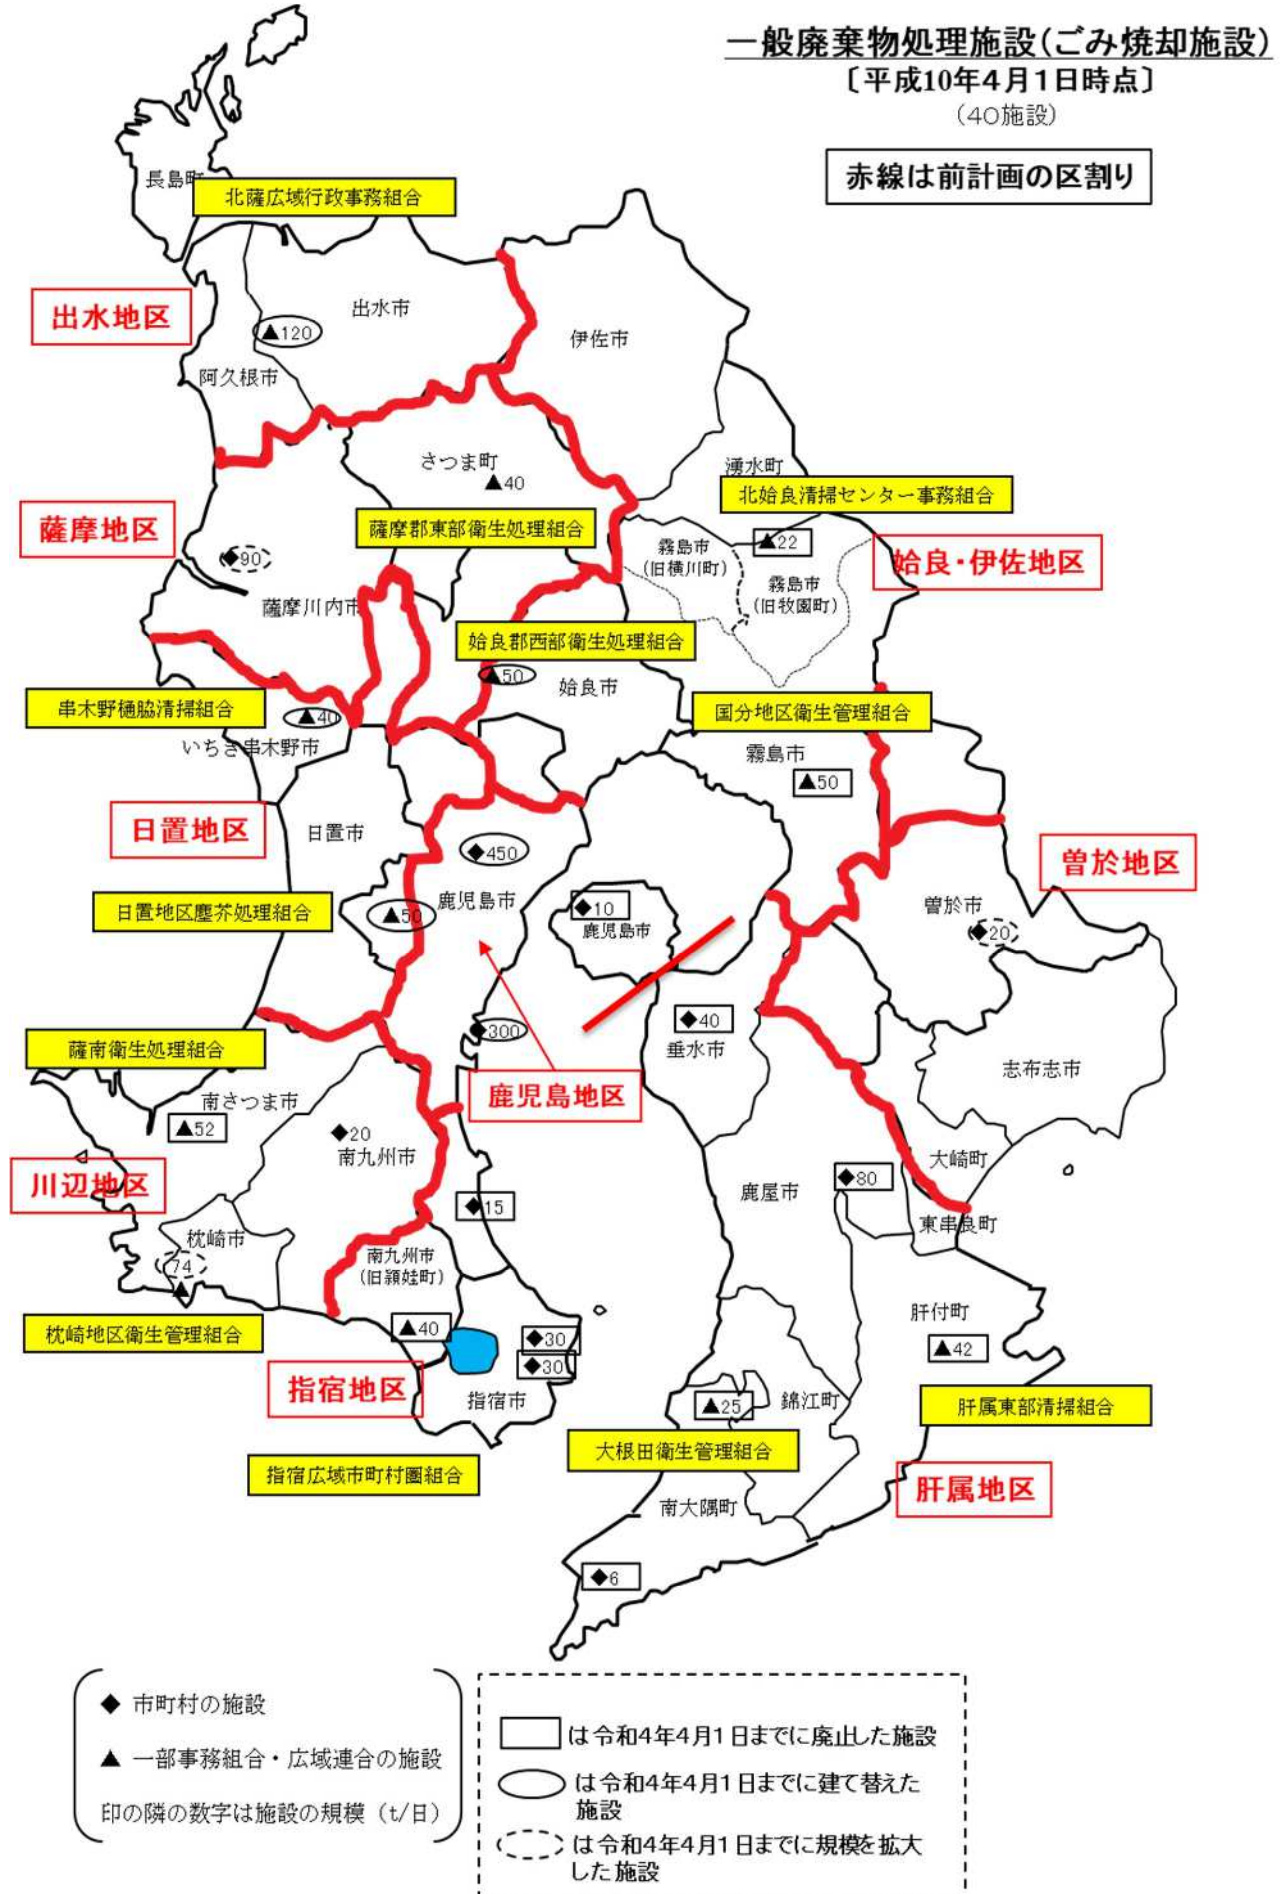 一般廃棄物処理施設(ごみ焼却施設)
〔平成10年4月1日時点〕
(40施設)
赤線は前計画の区割り
長島町
北薩広域行政事務組合
出水地区
出水市
▲120
伊佐市
阿久根市
さつま町
▲40
湧水町
北姶良清掃センター事務組合
薩摩地区
薩摩郡東部衛生処理組合
◆90
霧島市
(旧横川町)
▲22
姶良・伊佐地区
霧島市
(旧牧園町)
薩摩川内市
姶良郡西部衛生処理組合
▲50
姶良市
串木野樋脇清掃組合
▲40
国分地区衛生管理組合
いちき串木野市
霧島市
▲50
日置地区
日置市
◆450
曽於地区
日置地区塵芥処理組合
▲50
鹿児島市
◆10
鹿児島市
曽於市
◆20
◆300
◆40
垂水市
薩南衛生処理組合
志布志市
南さつま市
▲52
鹿児島地区
◆20
南九州市
大崎町
川辺地区
◆80
鹿屋市
◆15
東串良町
枕崎市
74
▲
南九州市
(旧頴娃町)
枕崎地区衛生管理組合
▲40
◆30
◆30
肝付町
▲42
指宿地区
指宿市
▲25
錦江町
肝属東部清掃組合
大根田衛生管理組合
指宿広域市町村圏組合
肝属地区
南大隅町
◆6
◆ 市町村の施設
▲ 一部事務組合・広域連合の施設
印の隣の数字は施設の規模(t/日)
は令和4年4月1日までに廃止した施設
は令和4年4月1日までに建て替えた
施設
は令和4年4月1日までに規模を拡大
した施設